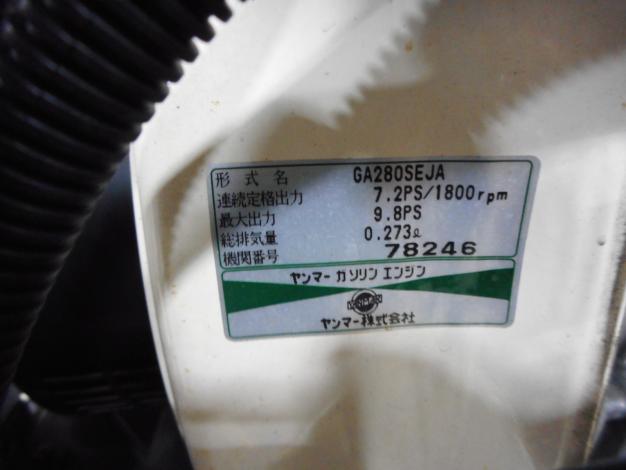 形式名 GA280SEJA
連続定格出力 7.2PS/1800rpm
最大出力 9.8PS
総排気量 0.273ℓ
機関番号 78246
ヤンマー ガソリン エンジン
ヤンマー株式会社